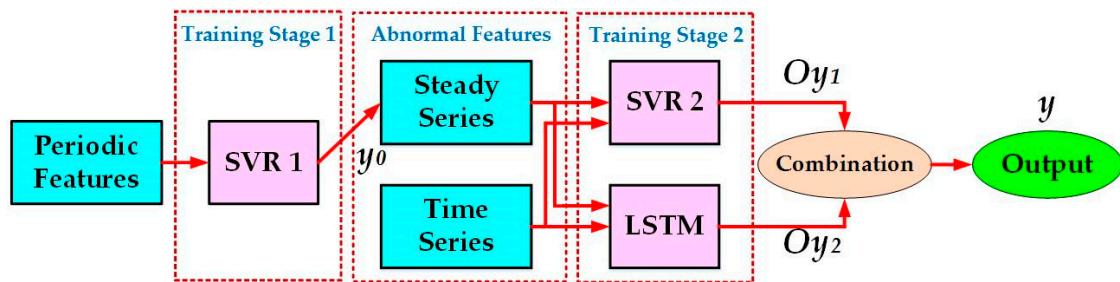 Training Stage 1
Abnormal Features
Training Stage 2
Periodic
Features
SVR 1
y0
Steady
Series
Time
Series
SVR 2
LSTM
Oy1
Oy2
Combination
y
Output